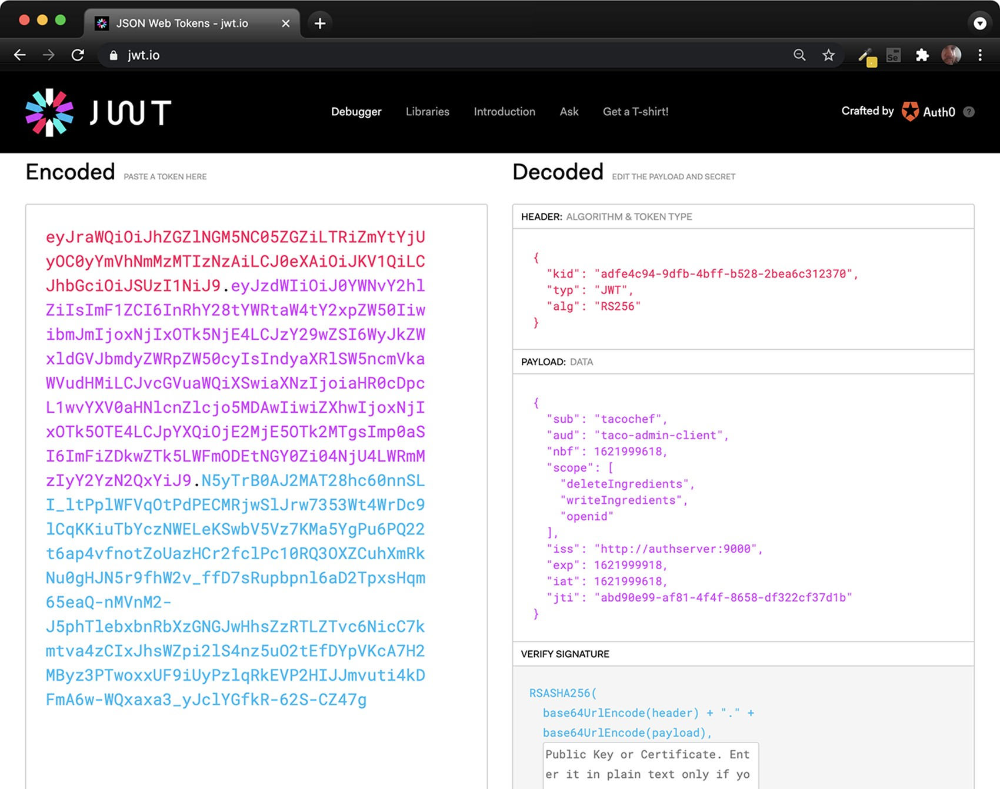 JSON Web Tokens - jwt.io
jwt.io
Se
JWT
Debugger Libraries Introduction Ask Get a T-shirt! Crafted by Auth0 ?
Encoded PASTE A TOKEN HERE
eyJraWQiOiJhZGZlNGM5NC05ZGZiLTRiZmYtYjU
yOC0yYmVhNmMzMTIzNzAiLCJ0eXAiOiJKV1QiLC
JhbGciOiJSUzI1NiJ9.eyJzdWIiOiJ0YWNvY2hl
ZiIsImF1ZCI6InRhY28tYWRtaW4tY2xpZW50Iiw
ibmJmIjoxNjIxOTk5NjE4LCJzY29wZSI6WyJkZW
xldGVJbmdyZWRpZW50cyIsIndyaXRlSW5ncmVka
WVudHMiLCJvcGVuaWQiXSwiaXNzIjoiaHR0cDpc
L1wvYXV0aHNlcnZlcjo5MDAwIiwiZXhwIjoxNjI
xOTk5OTE4LCJpYXQiOjE2MjE5OTk2MTgsImp0aS
I6ImFiZDkwZTk5LWFmODEtNGY0Zi04NjU4LWRmM
zIyY2YzN2QxYiJ9.N5yTrB0AJ2MAT28hc60nnSL
I_ltPplWFVqOtPdPECMRjwSlJrw7353Wt4WrDc9
lCqKKiuTbYczNWELeKSwbV5Vz7KMa5YgPu6PQ22
t6ap4vfnotZoUazHCr2fclPc10RQ3OXZCuhXmRk
Nu0gHJN5r9fhW2v_ffD7sRupbpnl6aD2TpxsHqm
65eaQ-nMVnM2-
J5phTlebxbnRbXzGNGJwHhsZzRTLZTvc6NicC7k
mtva4zCIxJhsWZpi2lS4nz5uO2tEfDYpVKcA7H2
MByz3PTwoxxUF9iUyPzlqRkEVP2HIJJmvuti4kD
FmA6w-WQxaxa3_yJclYGfkR-62S-CZ47g
Decoded EDIT THE PAYLOAD AND SECRET
HEADER: ALGORITHM & TOKEN TYPE
{
"kid": "adfe4c94-9dfb-4bff-b528-2bea6c312370",
"typ": "JWT",
"alg": "RS256"
}
PAYLOAD: DATA
{
"sub": "tacochef",
"aud": "taco-admin-client",
"nbf": 1621999618,
"scope": [
"deleteIngredients",
"writeIngredients",
"openid"
],
"iss": "http://authserver:9000",
"exp": 1621999918,
"iat": 1621999618,
"jti": "abd90e99-af81-4f4f-8658-df322cf37d1b"
}
VERIFY SIGNATURE
RSASHA256(
base64UrlEncode(header) + "." +
base64UrlEncode(payload),
Public Key or Certificate. Ent
er it in plain text only if yo